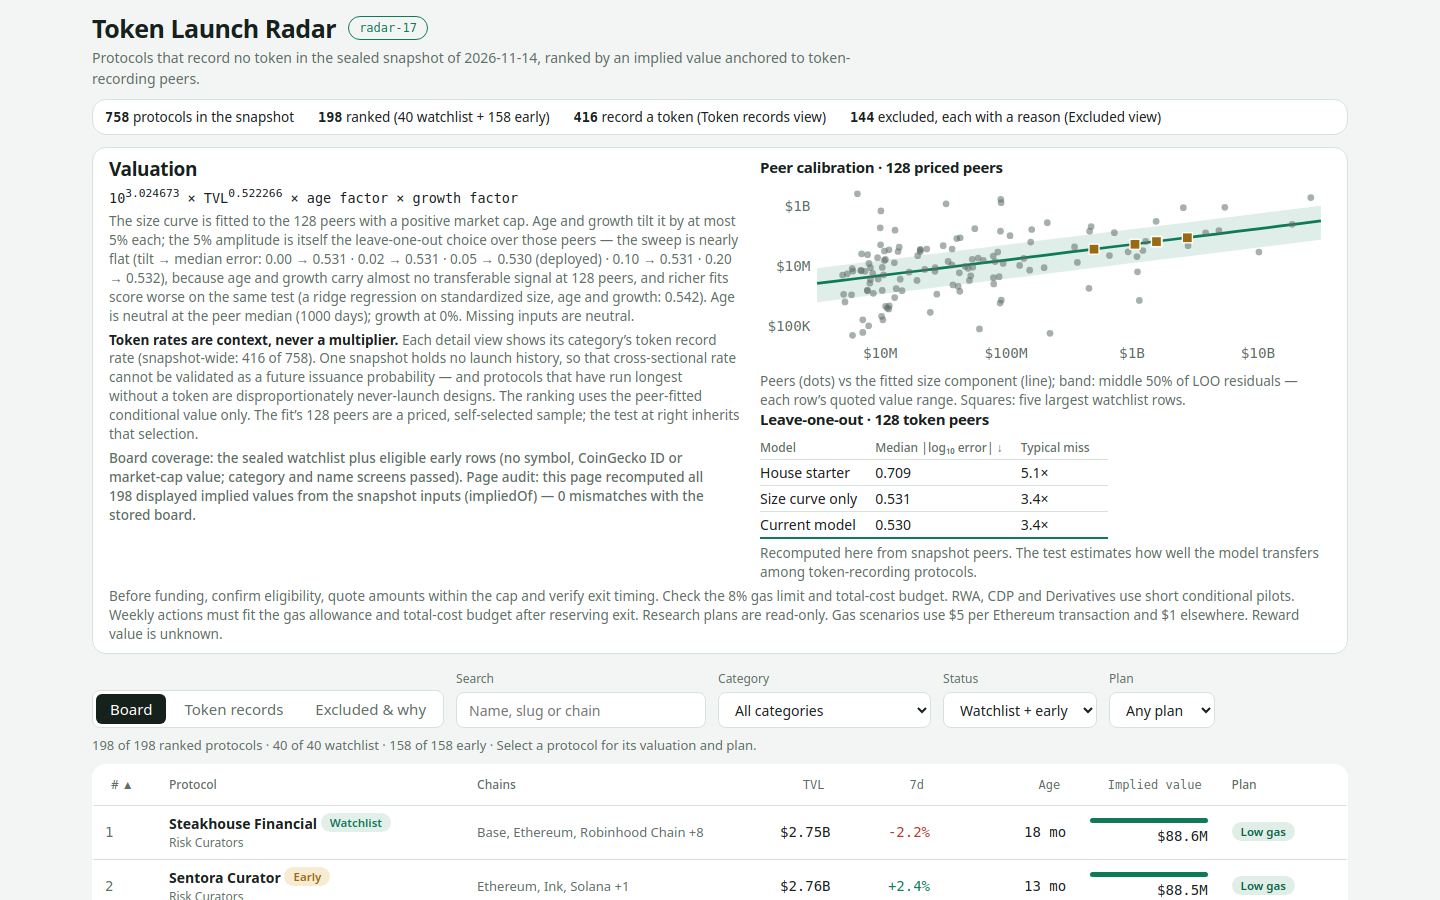 Token Launch Radar radar-17
Protocols that record no token in the sealed snapshot of 2026-11-14, ranked by an implied value anchored to token-
recording peers.
758 protocols in the snapshot 198 ranked (40 watchlist + 158 early) 416 record a token (Token records view) 144 excluded, each with a reason (Excluded view)
Valuation
10^3.024673 × TVL^0.522266 × age factor × growth factor
The size curve is fitted to the 128 peers with a positive market cap. Age and growth tilt it by at most
5% each; the 5% amplitude is itself the leave-one-out choice over those peers — the sweep is nearly
flat (tilt → median error: 0.00 → 0.531 · 0.02 → 0.531 · 0.05 → 0.530 (deployed) · 0.10 → 0.531 · 0.20
→ 0.532), because age and growth carry almost no transferable signal at 128 peers, and richer fits
score worse on the same test (a ridge regression on standardized size, age and growth: 0.542). Age
is neutral at the peer median (1000 days); growth at 0%. Missing inputs are neutral.
Token rates are context, never a multiplier. Each detail view shows its category's token record
rate (snapshot-wide: 416 of 758). One snapshot holds no launch history, so that cross-sectional rate
cannot be validated as a future issuance probability — and protocols that have run longest
without a token are disproportionately never-launch designs. The ranking uses the peer-fitted
conditional value only. The fit's 128 peers are a priced, self-selected sample; the test at right inherits
that selection.
Board coverage: the sealed watchlist plus eligible early rows (no symbol, CoinGecko ID or
market-cap value; category and name screens passed). Page audit: this page recomputed all
198 displayed implied values from the snapshot inputs (impliedOf) — 0 mismatches with the
stored board.
Peer calibration · 128 priced peers
$1B
$10M
$100K
$10M $100M $1B $10B
Peers (dots) vs the fitted size component (line); band: middle 50% of LOO residuals —
each row's quoted value range. Squares: five largest watchlist rows.
Leave-one-out · 128 token peers
Model Median |log₁₀ error| ↓ Typical miss
House starter 0.709 5.1×
Size curve only 0.531 3.4×
Current model 0.530 3.4×
Recomputed here from snapshot peers. The test estimates how well the model transfers
among token-recording protocols.
Before funding, confirm eligibility, quote amounts within the cap and verify exit timing. Check the 8% gas limit and total-cost budget. RWA, CDP and Derivatives use short conditional pilots.
Weekly actions must fit the gas allowance and total-cost budget after reserving exit. Research plans are read-only. Gas scenarios use $5 per Ethereum transaction and $1 elsewhere. Reward
value is unknown.
Search Category Status Plan
Board Token records Excluded & why Name, slug or chain All categories Watchlist + early Any plan
198 of 198 ranked protocols · 40 of 40 watchlist · 158 of 158 early · Select a protocol for its valuation and plan.
# ▲ Protocol Chains TVL 7d Age Implied value Plan
1 Steakhouse Financial Watchlist Base, Ethereum, Robinhood Chain +8 $2.75B -2.2% 18 mo $88.6M Low gas
Risk Curators
2 Sentora Curator Early Ethereum, Ink, Solana +1 $2.76B +2.4% 13 mo $88.5M Low gas
Risk Curators